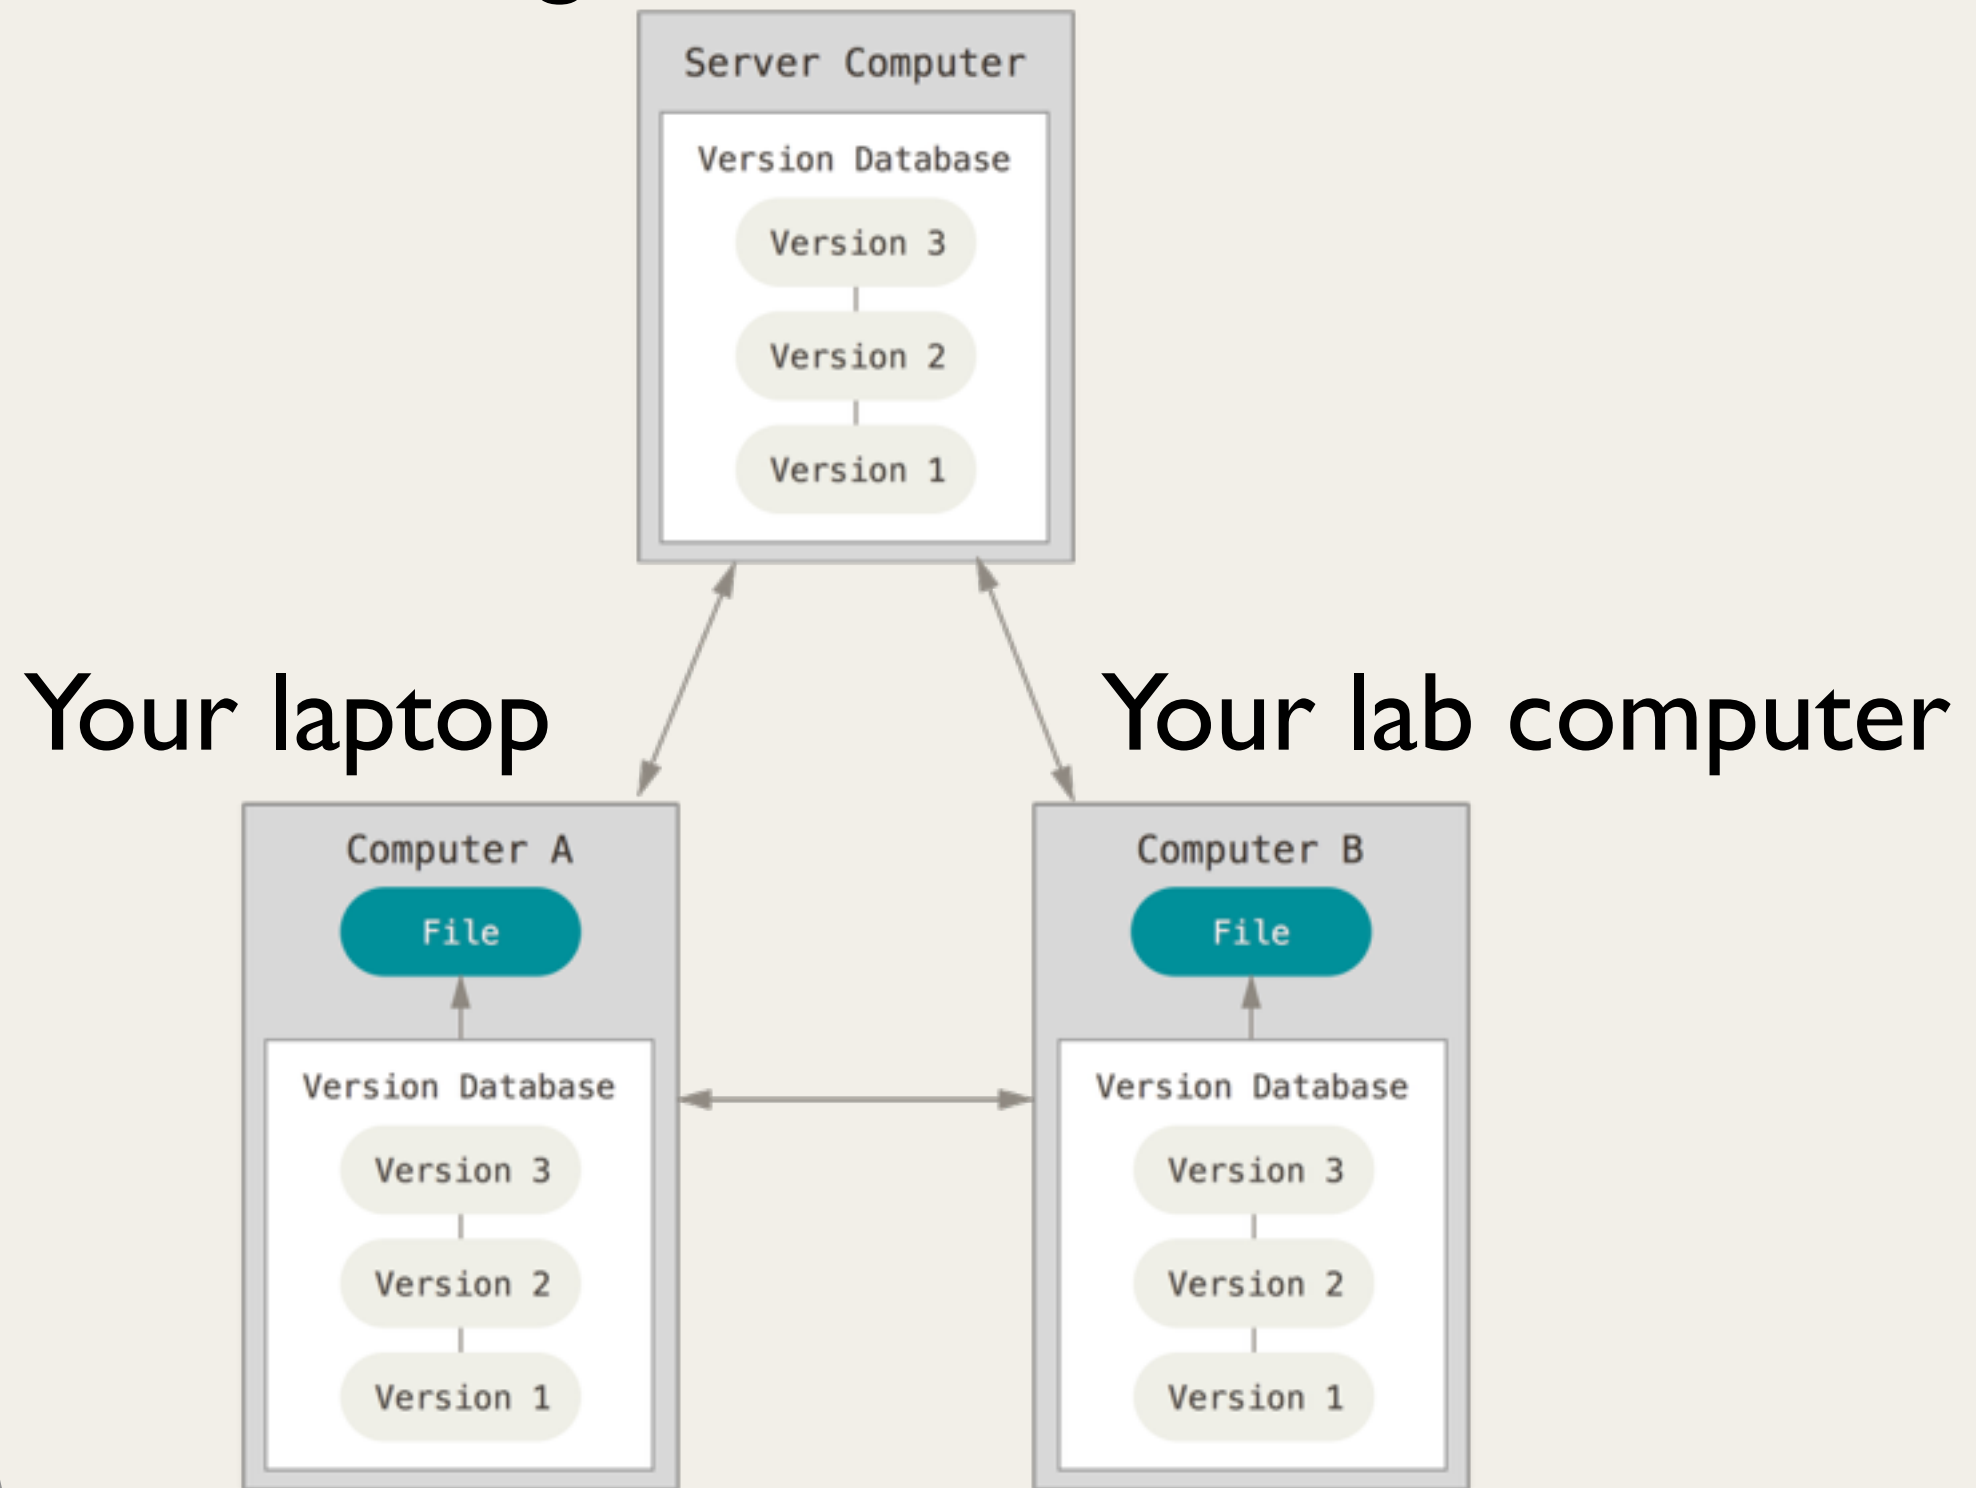 Server Computer
Version Database
Version 3
Version 2
Version 1
Your laptop
Your lab computer
Computer A
File
Version Database
Version 3
Version 2
Version 1
Computer B
File
Version Database
Version 3
Version 2
Version 1